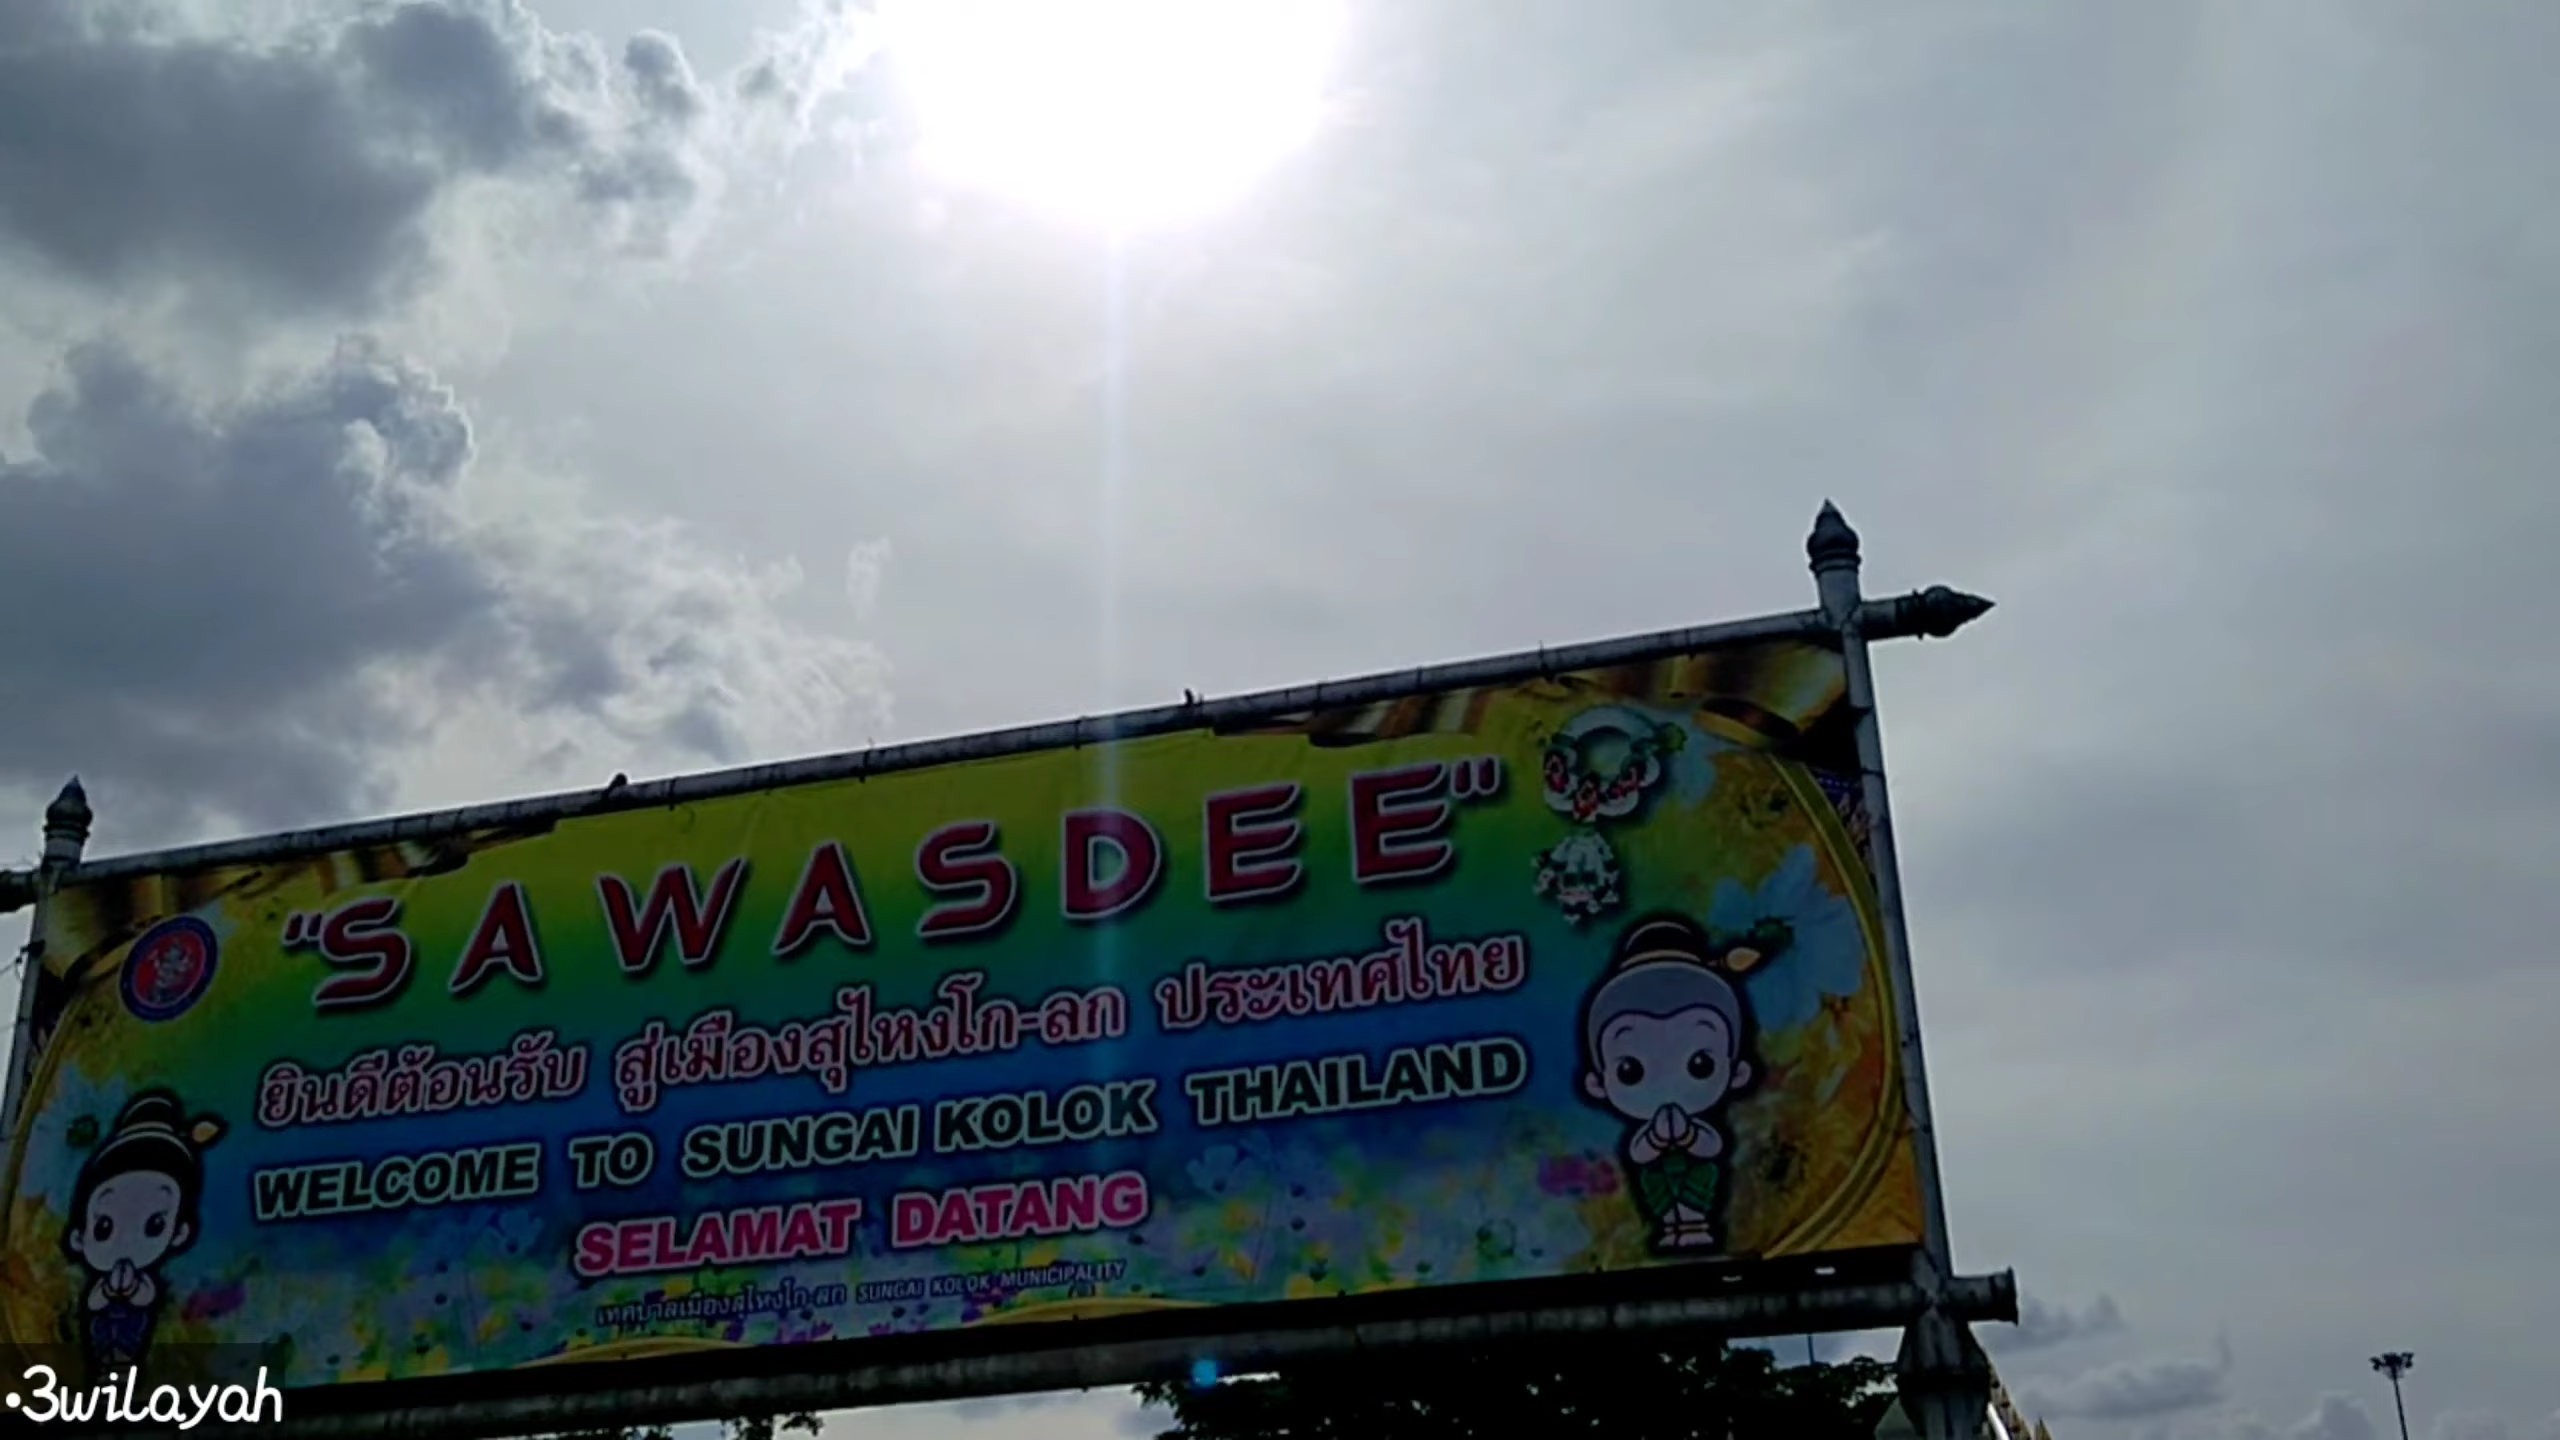 "SAWASDEE"
ยินดีต้อนรับ สู่เมืองสุไหงโก-ลก ประเทศไทย
WELCOME TO SUNGAI KOLOK THAILAND
SELAMAT DATANG
เทศบาลเมืองสุไหงโก-ลก SUNGAI KOLOK MUNICIPALITY
•3wilayah